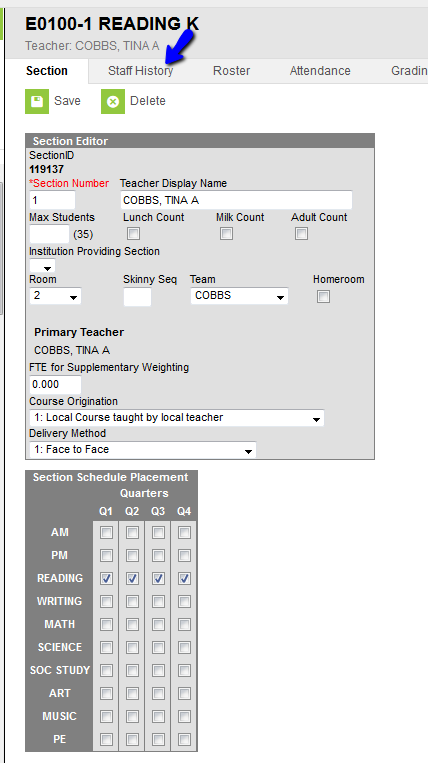 E0100-1 READING K
Teacher: COBBS, TINA A
Section Staff History Roster Attendance Gradin
Save Delete
Section Editor
SectionID
119137
*Section Number Teacher Display Name
1 COBBS, TINA A
Max Students Lunch Count Milk Count Adult Count
(35)
Institution Providing Section
Room Skinny Seq Team Homeroom
2 COBBS
Primary Teacher
COBBS, TINA A
FTE for Supplementary Weighting
0.000
Course Origination
1: Local Course taught by local teacher
Delivery Method
1: Face to Face
Section Schedule Placement
Quarters
Q1 Q2 Q3 Q4
AM
PM
READING
WRITING
MATH
SCIENCE
SOC STUDY
ART
MUSIC
PE